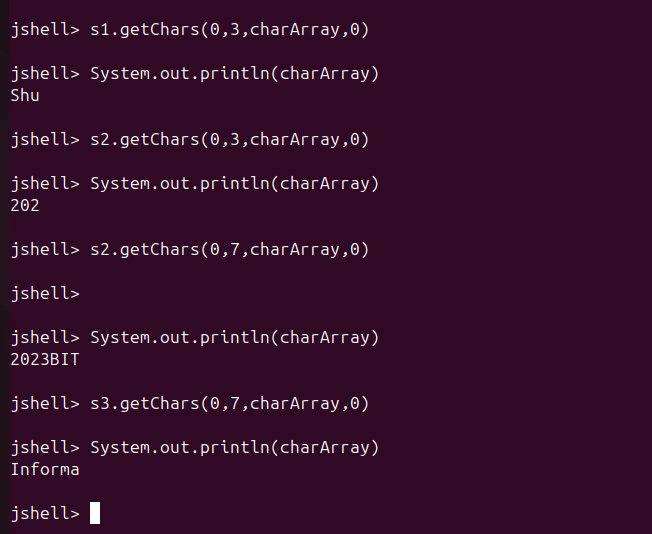 jshell> s1.getChars(0,3,charArray,0)
jshell> System.out.println(charArray)
Shu
jshell> s2.getChars(0,3,charArray,0)
jshell> System.out.println(charArray)
202
jshell> s2.getChars(0,7,charArray,0)
jshell>
jshell> System.out.println(charArray)
2023BIT
jshell> s3.getChars(0,7,charArray,0)
jshell> System.out.println(charArray)
Informa
jshell>